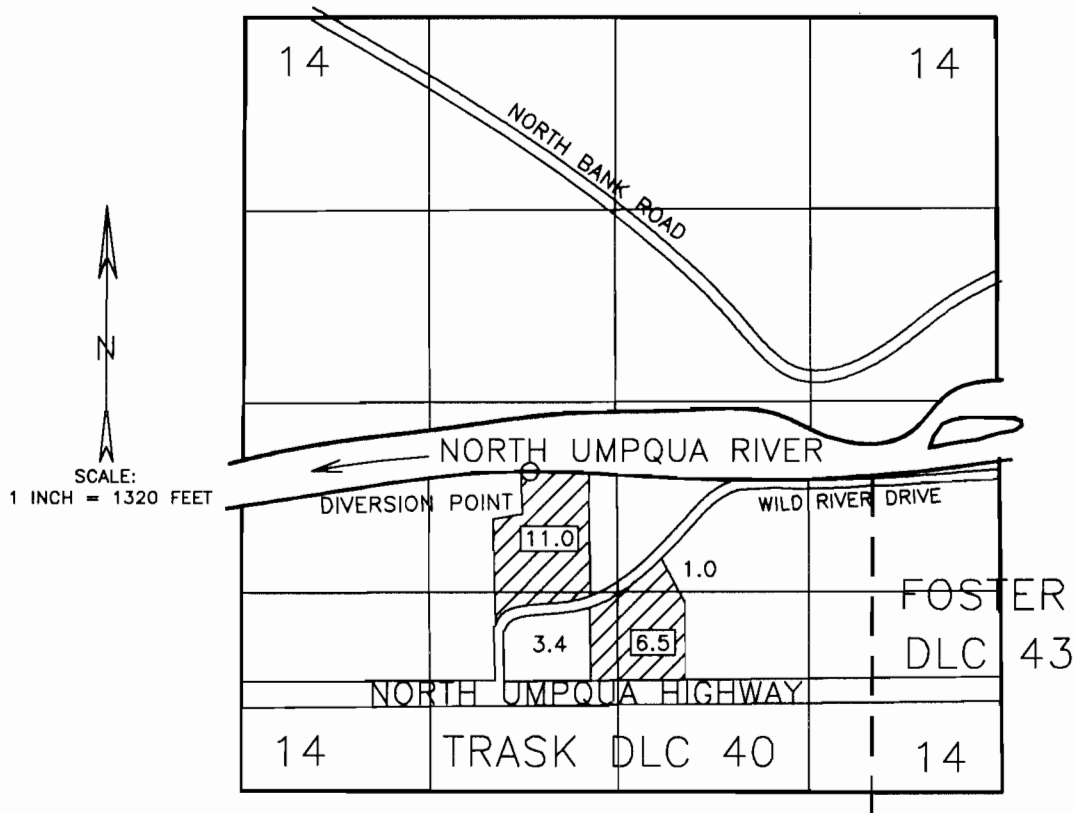 14
14
NORTH BANK ROAD
N
SCALE:
1 INCH = 1320 FEET
NORTH UMPQUA RIVER
DIVERSION POINT
WILD RIVER DRIVE
11.0
1.0
FOSTER
DLC 43
3.4
6.5
NORTH UMPQUA HIGHWAY
14
TRASK DLC 40
14